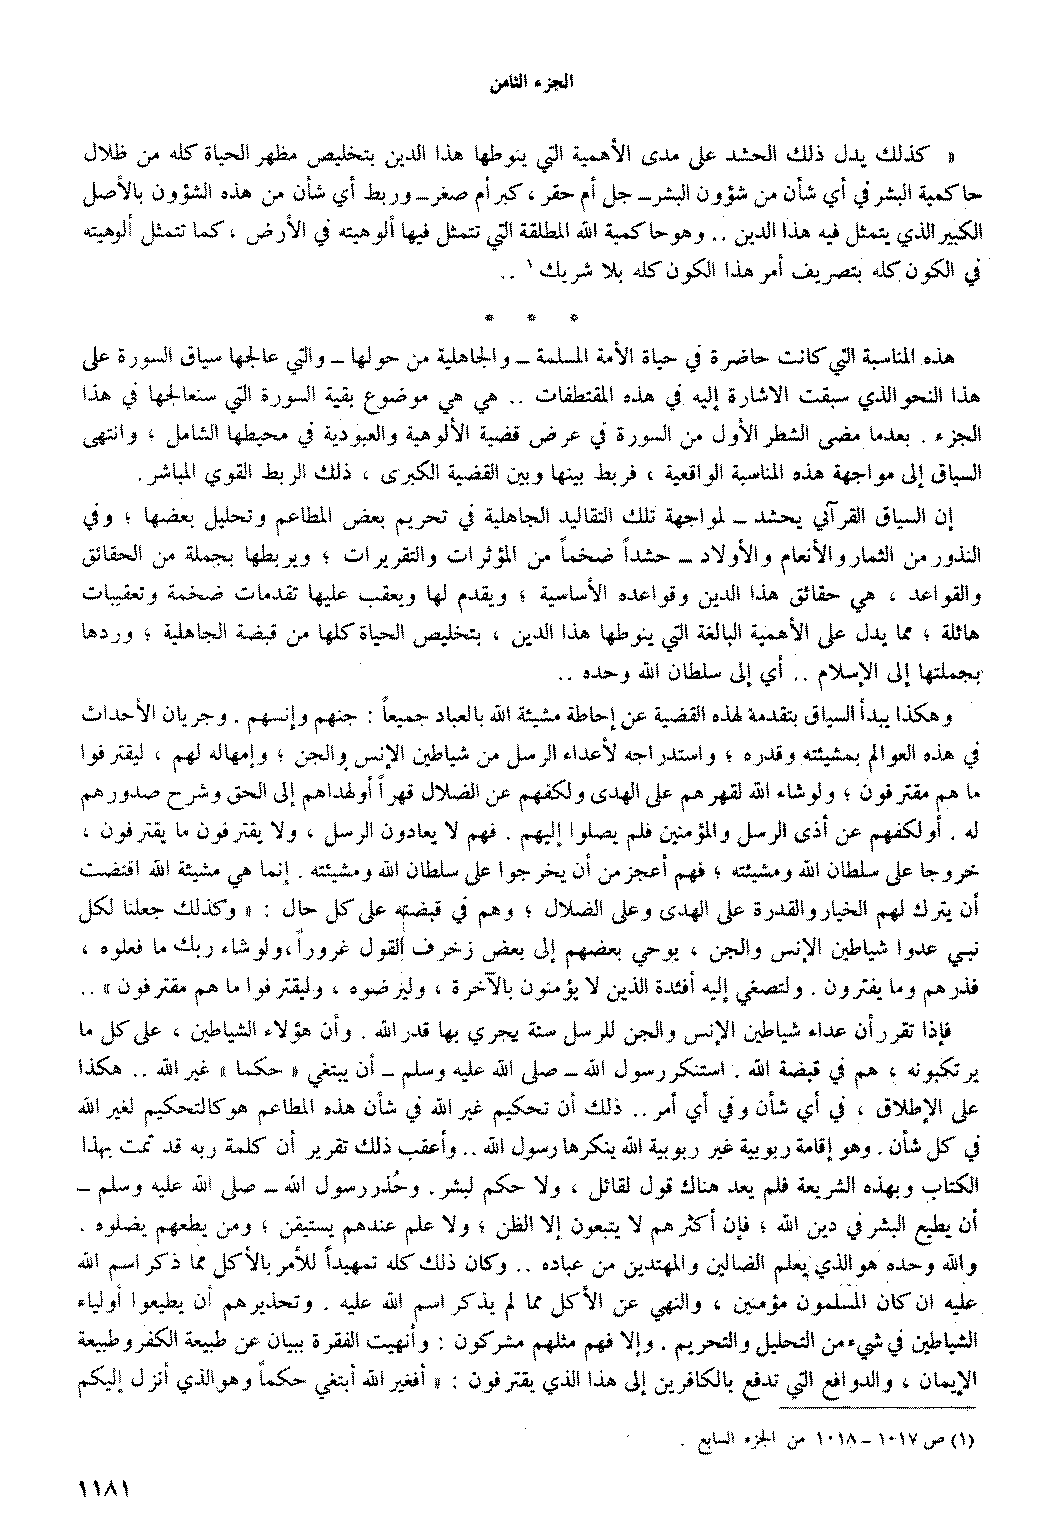 الجزء الثامن
« كذلك يدل ذلك الحشد على مدى الأهمية التي ينوطها هذا الدين بتخليص مظهر الحياة كله من ظلال
حاكمية البشر في أي شأن من شؤون البشر – جل أم حقر ، كبر أم صغر – وربط أي شأن من هذه الشؤون بالأصل
الكبير الذي يتمثل فيه هذا الدين .. وهو حاكمية الله المطلقة التي تتمثل فيها ألوهيته في الأرض ، كما تتمثل ألوهيته
في الكون كله بتصريف أمر هذا الكون كله بلا شريك ١ ..
* * *
هذه المناسبة التي كانت حاضرة في حياة الأمة المسلمة – والجاهلية من حولها – والتي عالجها سياق السورة على
هذا النحو الذي سبقت الاشارة إليه في هذه المقتطفات .. هي هي موضوع بقية السورة التي سنعالجها في هذا
الجزء . بعدما مضى الشطر الأول من السورة في عرض قضية الألوهية والعبودية في محيطها الشامل ؛ وانتهى
السياق إلى مواجهة هذه المناسبة الواقعية ، فربط بينها وبين القضية الكبرى ، ذلك الربط القوي المباشر .
إن السياق القرآني يحشد – لمواجهة تلك التقاليد الجاهلية في تحريم بعض المطاعم وتحليل بعضها ؛ وفي
النذور من الثمار والأنعام والأولاد – حشداً ضخماً من المؤثرات والتقريرات ؛ ويربطها بجملة من الحقائق
والقواعد ، هي حقائق هذا الدين وقواعده الأساسية ؛ ويقدم لها ويعقب عليها تقدمات ضخمة وتعقيبات
هائلة ؛ مما يدل على الأهمية البالغة التي ينوطها هذا الدين ، بتخليص الحياة كلها من قبضة الجاهلية ؛ وردها
بجملتها إلى الإسلام .. أي إلى سلطان الله وحده ..
وهكذا يبدأ السياق بتقدمة لهذه القضية عن إحاطة مشيئة الله بالعباد جميعاً : جنهم وإنسهم . وجريان الأحداث
في هذه العوالم بمشيئته وقدره ؛ واستدراجه لأعداء الرسل من شياطين الإنس والجن ؛ وإمهاله لهم ، ليقترفوا
ما هم مقترفون ؛ ولو شاء الله لقهرهم على الهدى ولكفهم عن الضلال قهراً أو لهداهم إلى الحق وشرح صدورهم
له . أو لكفهم عن أذى الرسل والمؤمنين فلم يصلوا إليهم . فهم لا يعادون الرسل ، ولا يقترفون ما يقترفون ،
خروجا على سلطان الله ومشيئته ؛ فهم أعجز من أن يخرجوا على سلطان الله ومشيئته . إنما هي مشيئة الله اقتضت
أن يترك لهم الخيار والقدرة على الهدى وعلى الضلال ؛ وهم في قبضته على كل حال : « وكذلك جعلنا لكل
نبي عدوا شياطين الإنس والجن ، يوحي بعضهم إلى بعض زخرف القول غروراً ، ولو شاء ربك ما فعلوه ،
فذرهم وما يفترون . ولتصغي إليه أفئدة الذين لا يؤمنون بالآخرة ، وليرضوه ، وليقترفوا ما هم مقترفون » ..
فإذا تقرر أن عداء شياطين الإنس والجن للرسل سنة يجري بها قدر الله . وأن هؤلاء الشياطين ، على كل ما
يرتكبونه ، هم في قبضة الله . استنكر رسول الله – صلى الله عليه وسلم – أن يبتغي « حكما » غير الله .. هكذا
على الإطلاق ، في أي شأن وفي أي أمر .. ذلك أن تحكيم غير الله في شأن هذه المطاعم هو كالتحكيم لغير الله
في كل شأن . وهو إقامة ربوبية غير ربوبية الله ينكرها رسول الله .. وأعقب ذلك تقرير أن كلمة ربه قد تمت بهذا
الكتاب وبهذه الشريعة فلم يعد هناك قول لقائل ، ولا حكم لبشر . وحُذر رسول الله – صلى الله عليه وسلم –
أن يطيع البشر في دين الله ؛ فإن أكثرهم لا يتبعون إلا الظن ؛ ولا علم عندهم يستيقن ؛ ومن يطعهم يضلوه .
والله وحده هو الذي يعلم الضالين والمهتدين من عباده .. وكان ذلك كله تمهيداً للأمر بالأكل مما ذكر اسم الله
عليه ان كان المسلمون مؤمنين ، والنهي عن الأكل مما لم يذكر اسم الله عليه . وتحذيرهم أن يطيعوا أولياء
الشياطين في شيء من التحليل والتحريم . وإلا فهم مثلهم مشركون : وأنهيت الفقرة ببيان عن طبيعة الكفر وطبيعة
الإيمان ، والدوافع التي تدفع بالكافرين إلى هذا الذي يقترفون : « أفغير الله أبتغي حكماً وهو الذي أنزل إليكم
(١) ص ١٠١٧ – ١٠١٨ من الجزء السابع .
١١٨١